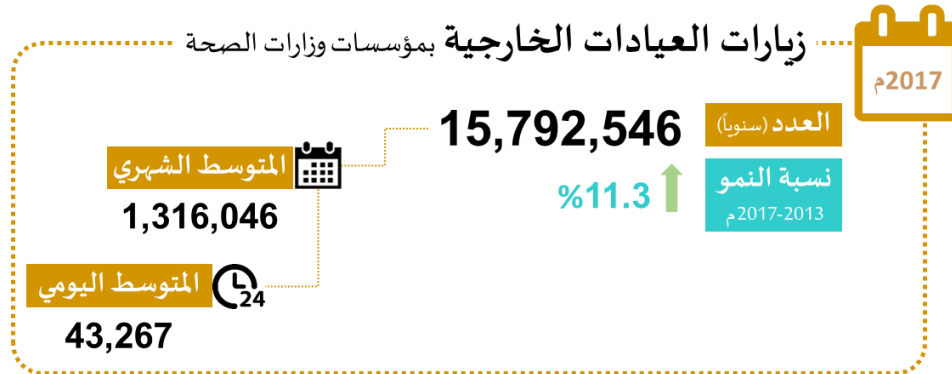 2017م
زيارات العيادات الخارجية بمؤسسات وزارات الصحة
العدد (سنوياً)
15,792,546
نسبة النمو
2013-2017م
%11.3
المتوسط الشهري
1,316,046
المتوسط اليومي
24
43,267